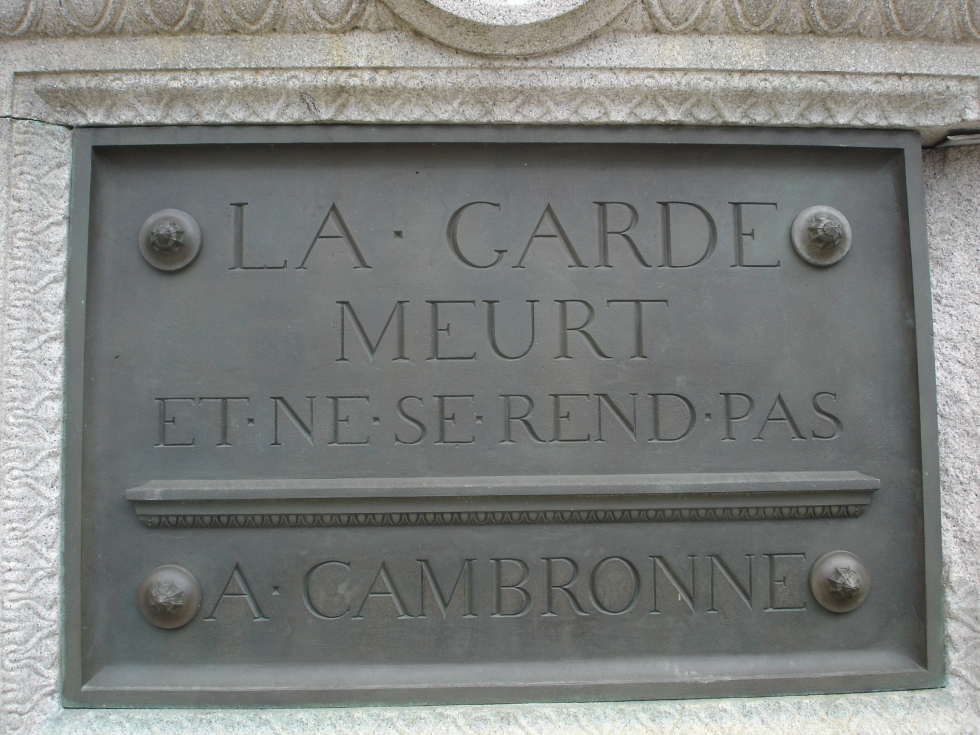 LA · GARDE
MEURT
ET · NE · SE · REND · PAS
A · CAMBRONNE